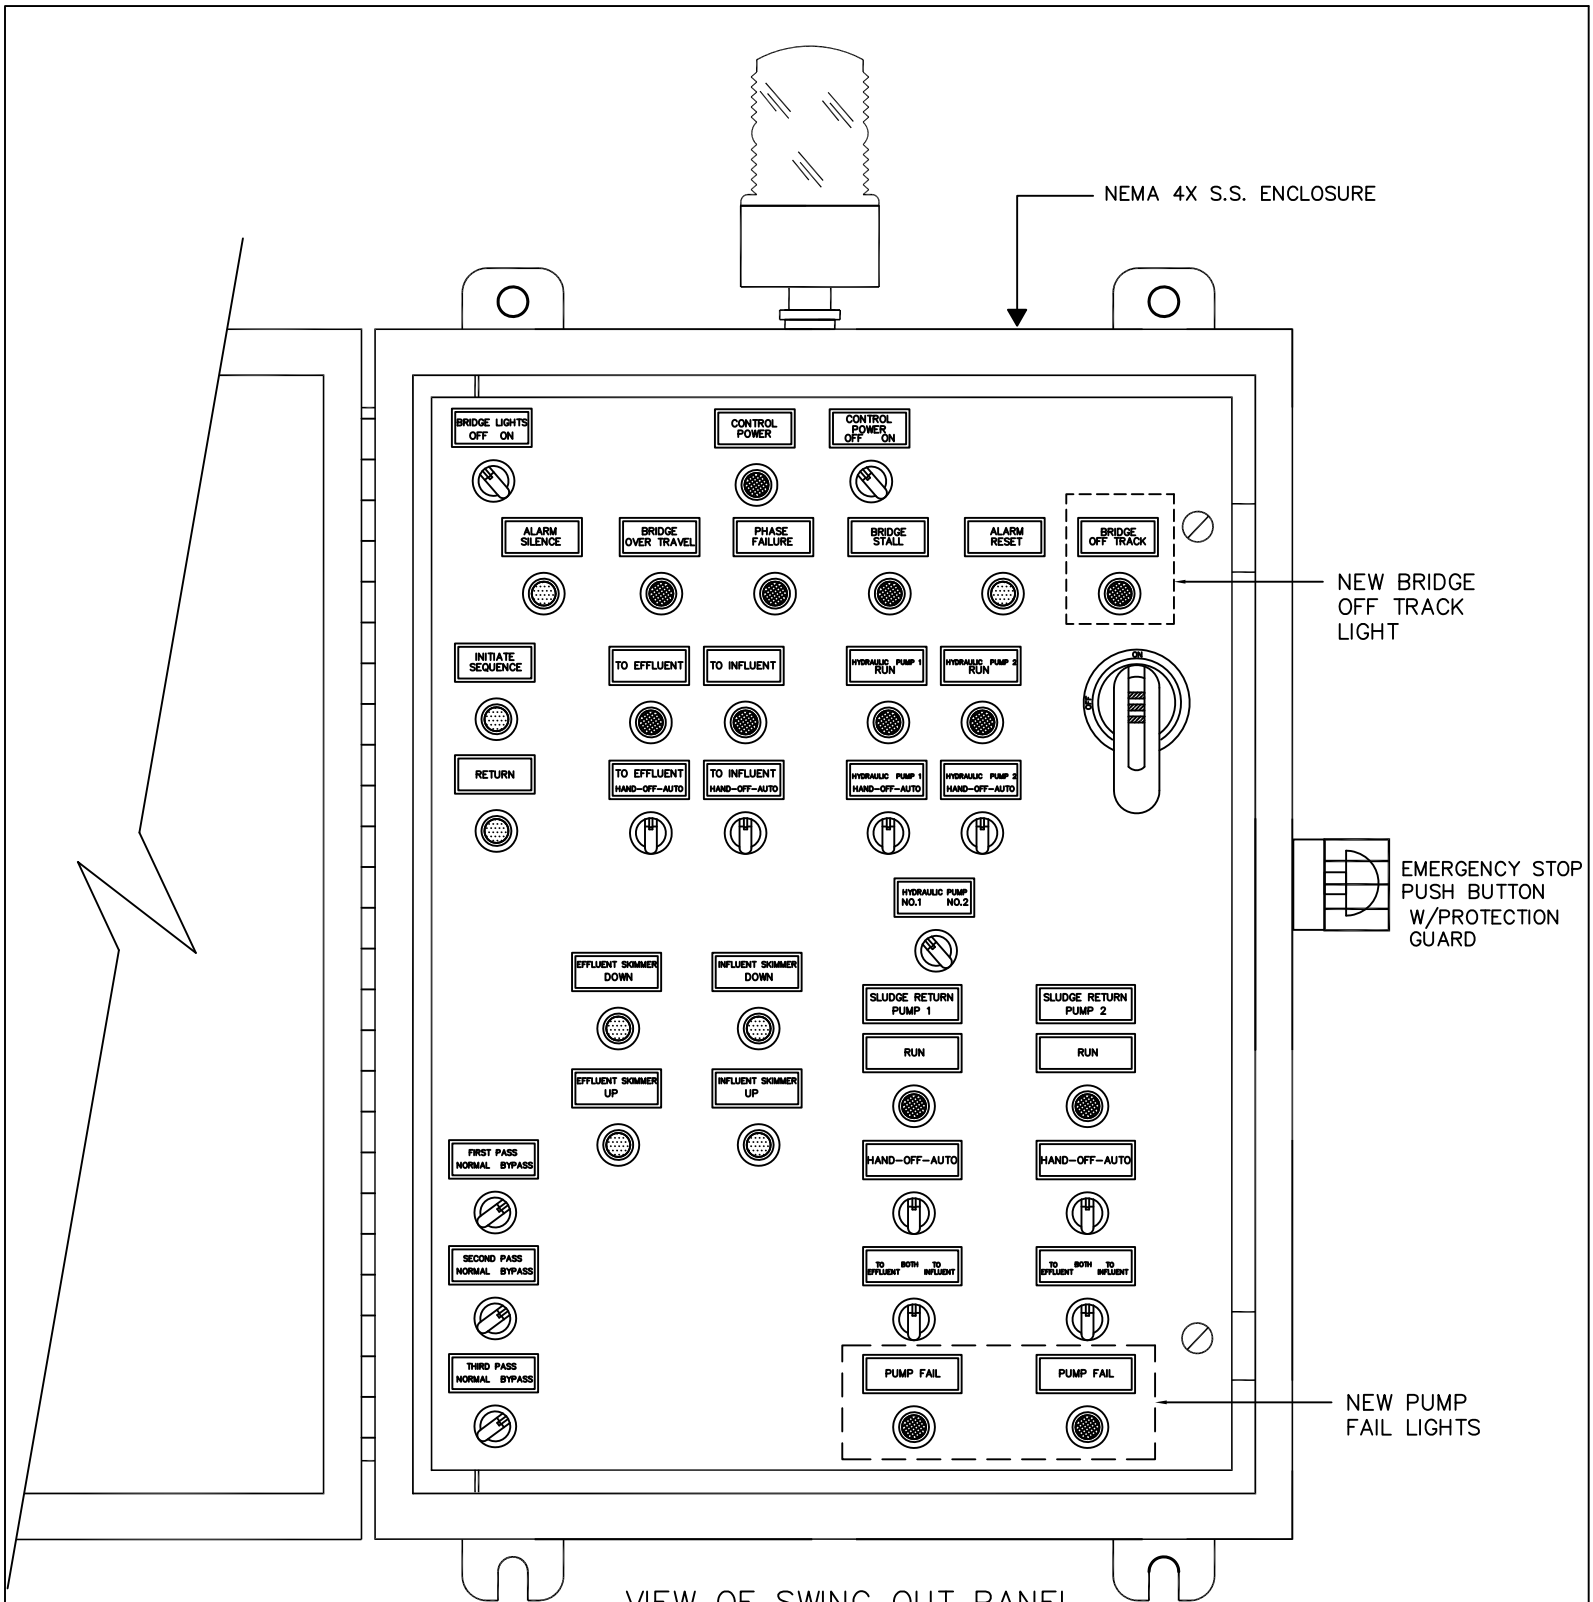 NEMA 4X S.S. ENCLOSURE
BRIDGE LIGHTS
OFF ON
CONTROL
POWER
CONTROL
POWER
OFF ON
ALARM
SILENCE
BRIDGE
OVER TRAVEL
PHASE
FAILURE
BRIDGE
STALL
ALARM
RESET
BRIDGE
OFF TRACK
NEW BRIDGE
OFF TRACK
LIGHT
INITIATE
SEQUENCE
TO EFFLUENT
TO INFLUENT
HYDRAULIC PUMP 1
RUN
HYDRAULIC PUMP 2
RUN
ON
OFF
RETURN
TO EFFLUENT
HAND-OFF-AUTO
TO INFLUENT
HAND-OFF-AUTO
HYDRAULIC PUMP 1
HAND-OFF-AUTO
HYDRAULIC PUMP 2
HAND-OFF-AUTO
EMERGENCY STOP
PUSH BUTTON
W/PROTECTION
GUARD
HYDRAULIC PUMP
NO.1 NO.2
EFFLUENT SKIMMER
DOWN
INFLUENT SKIMMER
DOWN
SLUDGE RETURN
PUMP 1
SLUDGE RETURN
PUMP 2
RUN
RUN
EFFLUENT SKIMMER
UP
INFLUENT SKIMMER
UP
FIRST PASS
NORMAL BYPASS
HAND-OFF-AUTO
HAND-OFF-AUTO
SECOND PASS
NORMAL BYPASS
TO BOTH TO
EFFLUENT INFLUENT
TO BOTH TO
EFFLUENT INFLUENT
THIRD PASS
NORMAL BYPASS
PUMP FAIL
PUMP FAIL
NEW PUMP
FAIL LIGHTS
VIEW OF SWING OUT PANEL